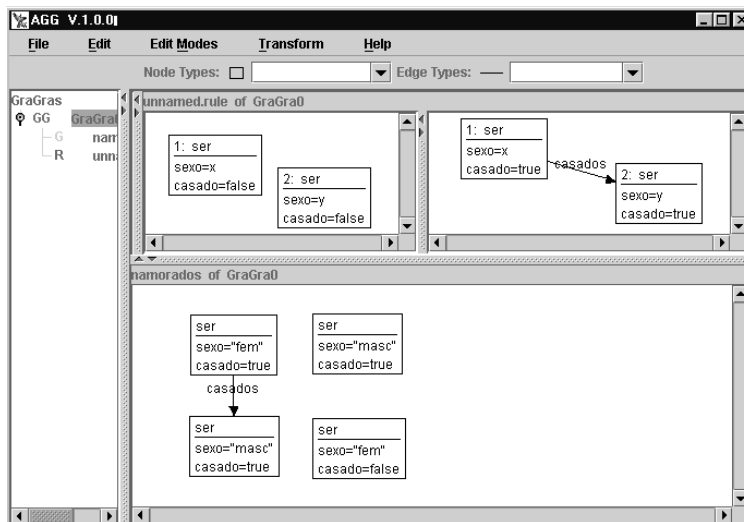 AGG V.1.0.0
File Edit Edit Modes Transform Help
Node Types: Edge Types:
GraGras
GG GraGra
G nam
R unna
unnamed.rule of GraGra0
1: ser
sexo=x
casado=false
2: ser
sexo=y
casado=false
1: ser
sexo=x
casado=true
casados
2: ser
sexo=y
casado=true
namorados of GraGra0
ser
sexo="fem"
casado=true
casados
ser
sexo="masc"
casado=true
ser
sexo="masc"
casado=true
ser
sexo="fem"
casado=false